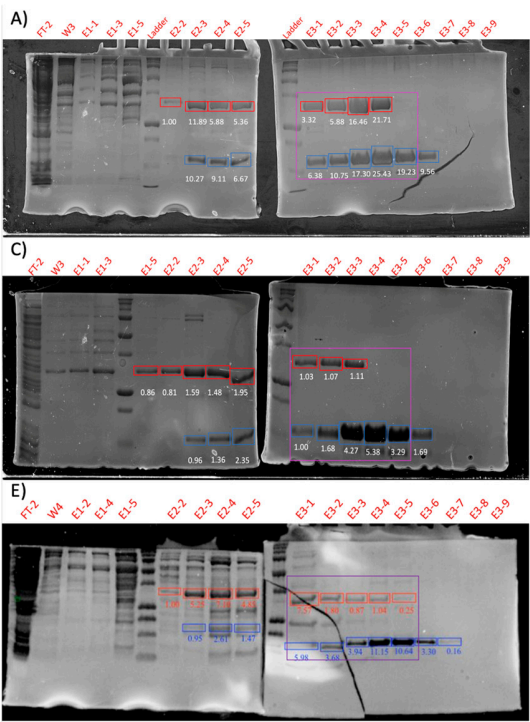 A)
FT-2 W3 E1-1 E1-3 E1-5 Ladder E2-2 E2-3 E2-4 E2-5 Ladder E3-1 E3-2 E3-3 E3-4 E3-5 E3-6 E3-7 E3-8 E3-9
1.00 11.89 5.88 5.36 3.32 5.88 16.46 21.71
10.27 9.11 6.67 6.38 10.75 17.30 25.43 19.23 9.56
C)
FT-2 W3 E1-1 E1-3 E1-5 E2-2 E2-3 E2-4 E2-5 E3-1 E3-2 E3-3 E3-4 E3-5 E3-6 E3-7 E3-8 E3-9
0.86 0.81 1.59 1.48 1.95 1.03 1.07 1.11
0.96 1.36 2.35 1.00 1.68 4.27 5.38 3.29 1.69
E)
FT-2 W4 E1-2 E1-4 E1-5 E2-2 E2-3 E2-4 E2-5 E3-1 E3-2 E3-3 E3-4 E3-5 E3-6 E3-7 E3-8 E3-9
1.00 0.87 1.04 0.25
0.95 2.81 1.47 5.98 3.68 3.94 11.15 10.64 3.30 0.16